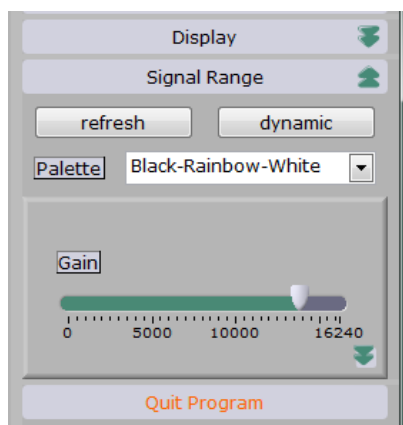 Display
Signal Range
refresh dynamic
Palette Black-Rainbow-White
Gain
0 5000 10000 16240
Quit Program